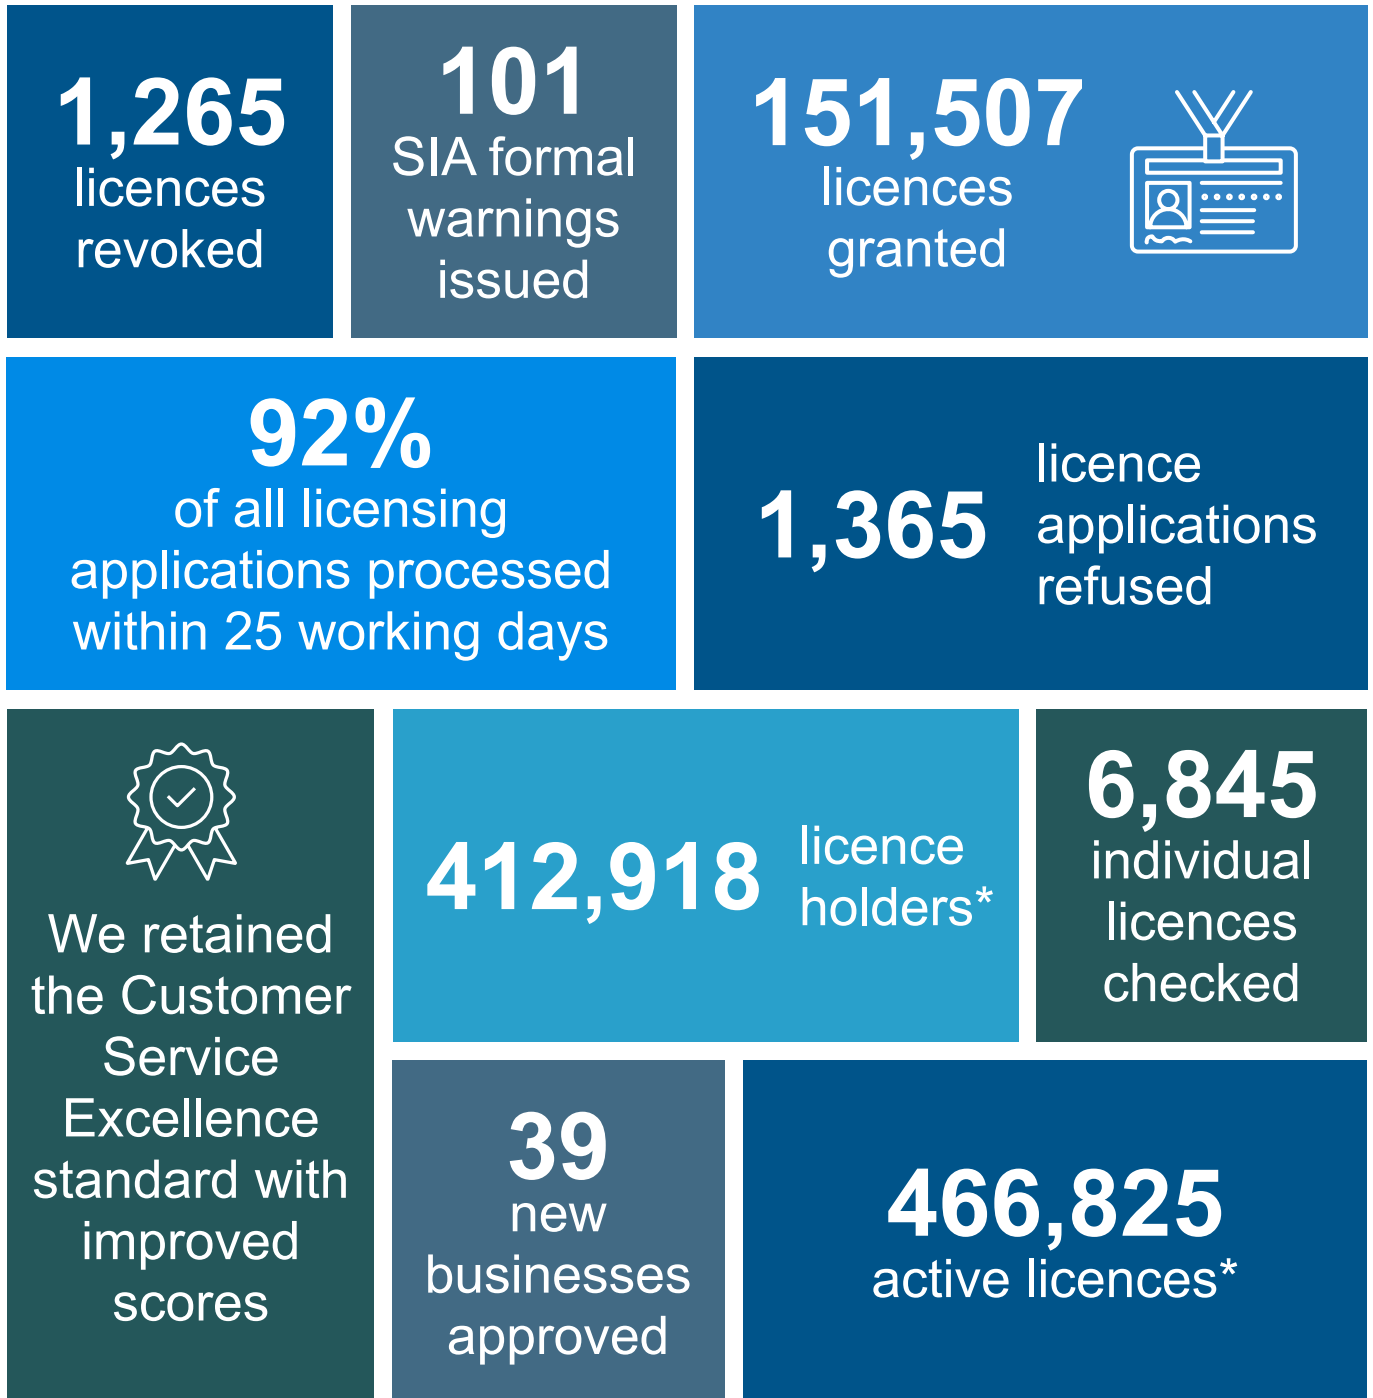 1,265
licences
revoked
101
SIA formal
warnings
issued
151,507
licences
granted
92%
of all licensing
applications processed
within 25 working days
1,365
licence
applications
refused
We retained
the Customer
Service
Excellence
standard with
improved
scores
412,918
licence
holders*
6,845
individual
licences
checked
39
new
businesses
approved
466,825
active licences*